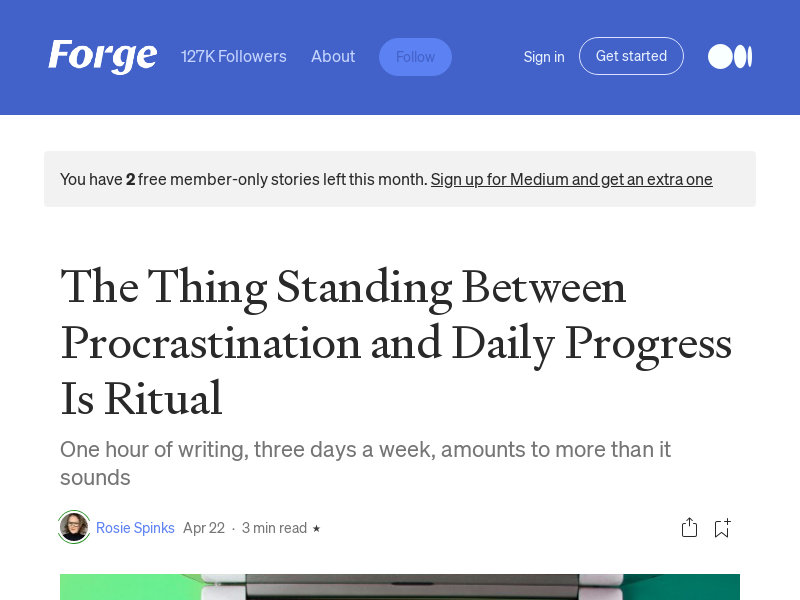 Forge 127K Followers About Follow Sign in Get started
You have 2 free member-only stories left this month. Sign up for Medium and get an extra one
The Thing Standing Between
Procrastination and Daily Progress
Is Ritual
One hour of writing, three days a week, amounts to more than it
sounds
Rosie Spinks Apr 22 · 3 min read ★